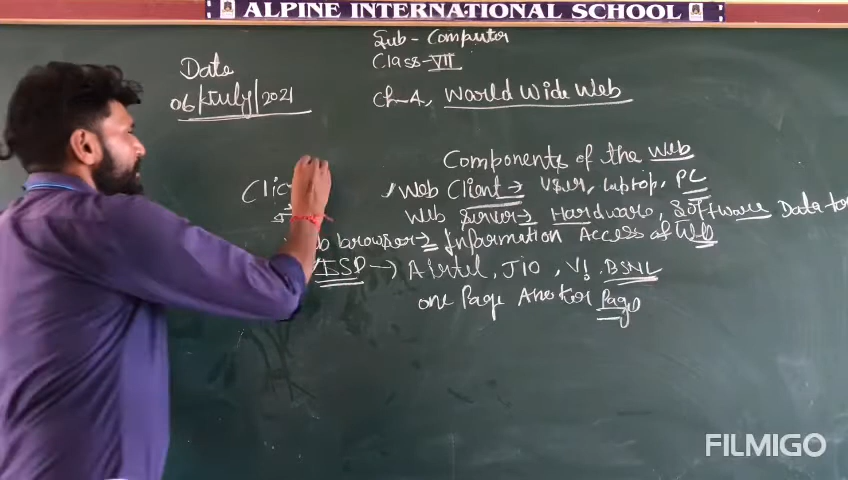 ALPINE INTERNATIONAL SCHOOL
Sub - Computer
Class - VII
Date
06/July/2021
Ch-4, World Wide Web
Components of the Web
Web Client → User, Laptop, PC
Web Server → Hardware, Software Data
browser → Information Access of Web
ISP → Airtel, JIO, VI, BSNL
one Page Another Page
FILMIGO